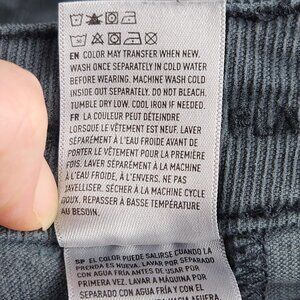 EN COLOR MAY TRANSFER WHEN NEW.
WASH ONCE SEPARATELY IN COLD WATER
BEFORE WEARING. MACHINE WASH COLD
INSIDE OUT SEPARATELY. DO NOT BLEACH.
TUMBLE DRY LOW. COOL IRON IF NEEDED.
FR LA COULEUR PEUT DÉTEINDRE
LORSQUE LE VÊTEMENT EST NEUF. LAVER
SÉPARÉMENT À L'EAU FROIDE AVANT DE
PORTER LE VÊTEMENT POUR LA PREMIÈRE
FOIS. LAVER SÉPARÉMENT À LA MACHINE
À L'EAU FROIDE, À L'ENVERS. NE PAS
JAVELLISER. SÉCHER À LA MACHINE CYCLE
DOUX. REPASSER À BASSE TEMPÉRATURE
AU BESOIN.
SP EL COLOR PUEDE SALIRSE CUANDO LA
PRENDA ES NUEVA. LAVAR POR SEPARADO
CON AGUA FRÍA ANTES DE USAR POR
PRIMERA VEZ. LAVAR A MÁQUINA POR
CON AGUA FRÍA HACIA AFUERA